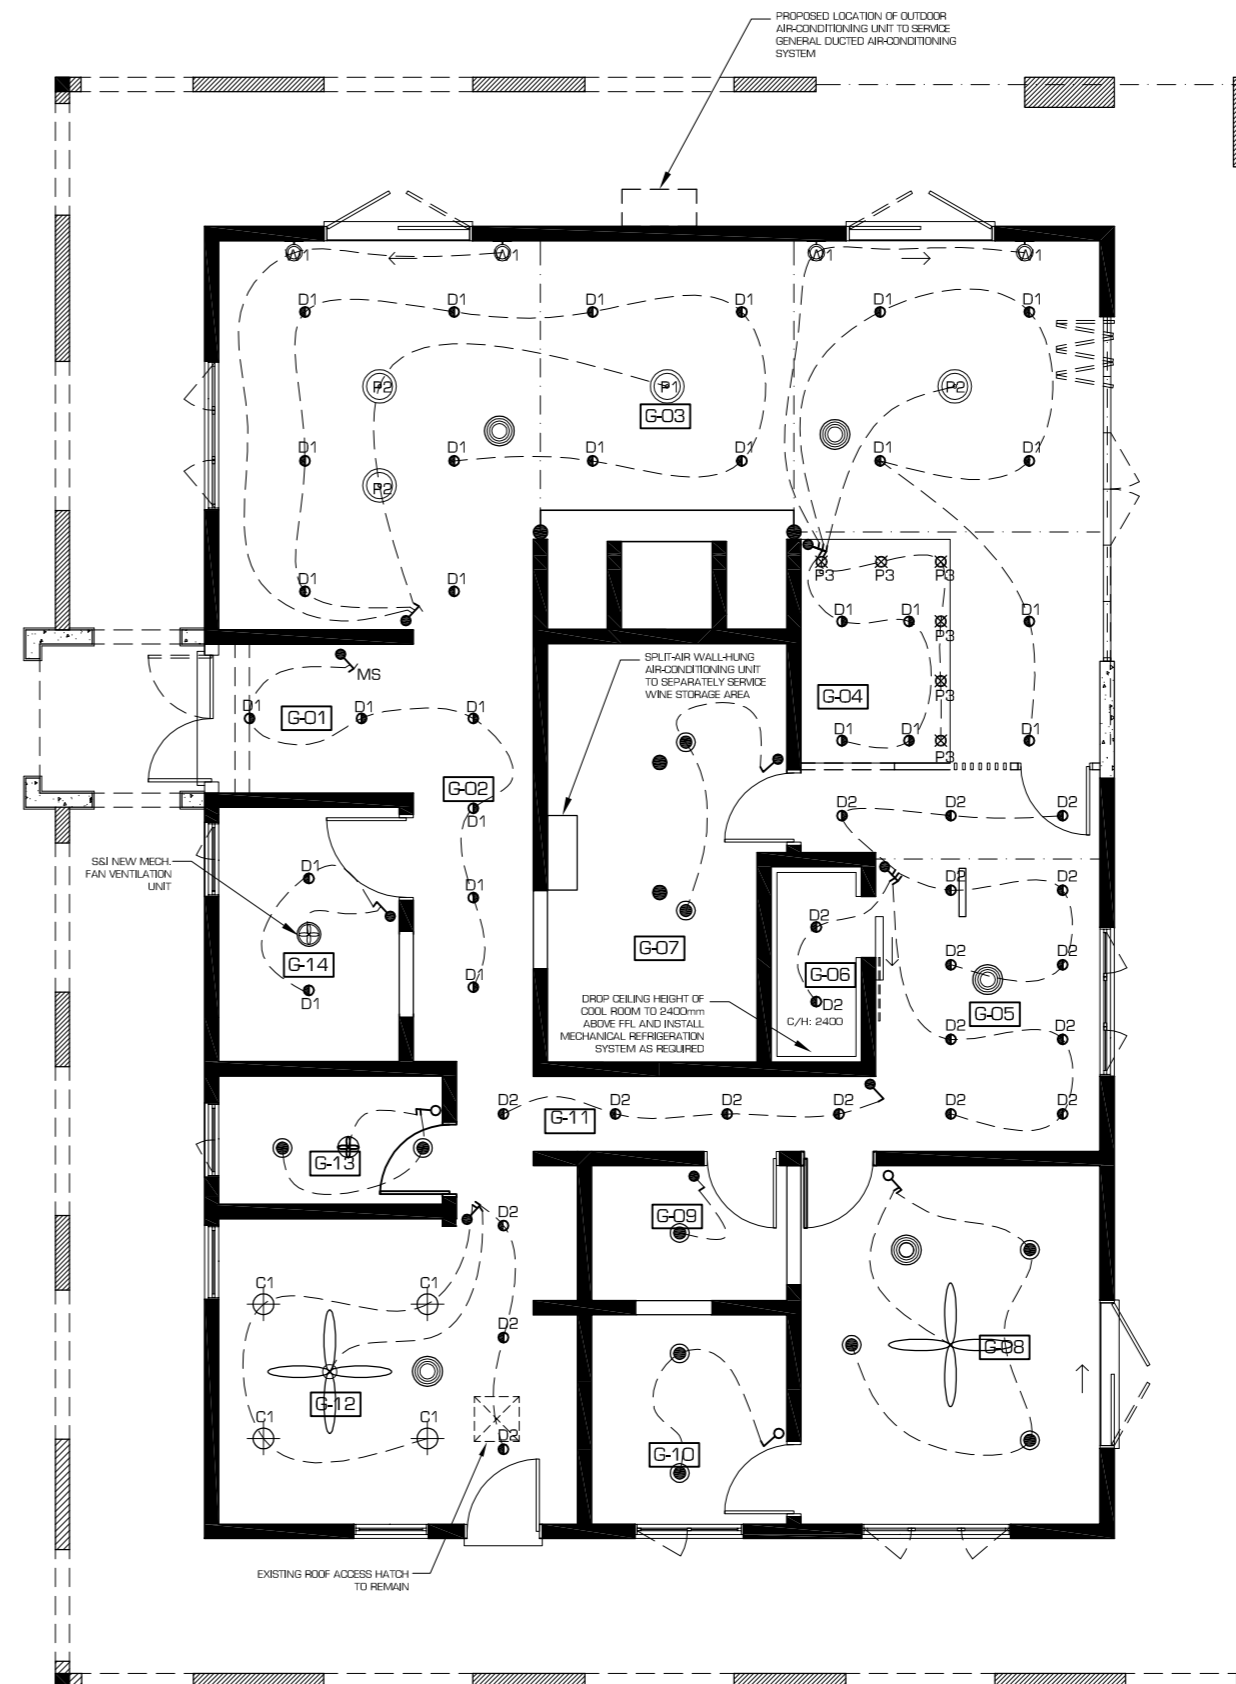 PROPOSED LOCATION OF OUTDOOR
AIR-CONDITIONING UNIT TO SERVICE
GENERAL DUCTED AIR-CONDITIONING
SYSTEM
W1
W1
W1
W1
D1
D1
D1
D1
D1
D1
P2
P1
P2
G-03
D1
D1
D1
D1
D1
D1
P2
D1
D1
P3
P3
P3
D1
D1
P3
D1
SPLIT-AIR WALL-HUNG
AIR-CONDITIONING UNIT
TO SEPARATELY SERVICE
WINE STORAGE AREA
MS
P3
G-04
D1
G-01
D1
D1
D1
D1
P3
D1
G-02
D1
D2
D2
D2
S&I NEW MECH.
FAN VENTILATION
UNIT
D1
D1
D2
D2
D2
G-07
G-14
G-06
D2
D2
D1
D1
D2
G-05
DROP CEILING HEIGHT OF
COOL ROOM TO 2400mm
ABOVE FFL AND INSTALL
MECHANICAL REFRIGERATION
SYSTEM AS REQUIRED
C/H: 2400
D2
D2
D2
G-11
D2
D2
D2
D2
D2
G-13
G-09
D2
C1
C1
D2
G-08
G-12
C1
C1
D2
G-10
EXISTING ROOF ACCESS HATCH
TO REMAIN